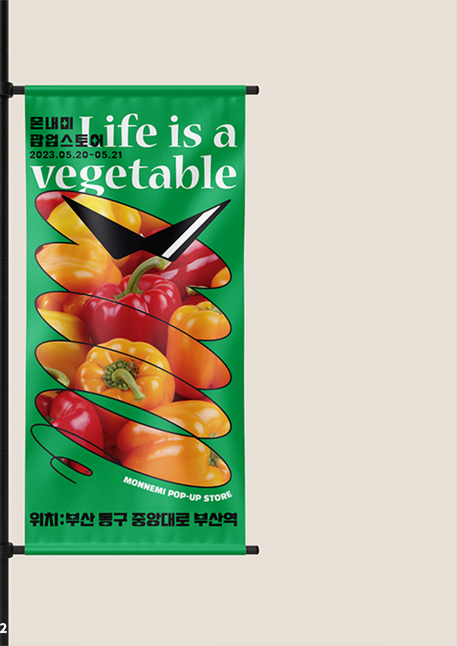 몬내미
팝업스토어
2023.05.20~05.21
Life is a
vegetable
MONNEMI POP-UP STORE
위치:부산 동구 중앙대로 부산역
2